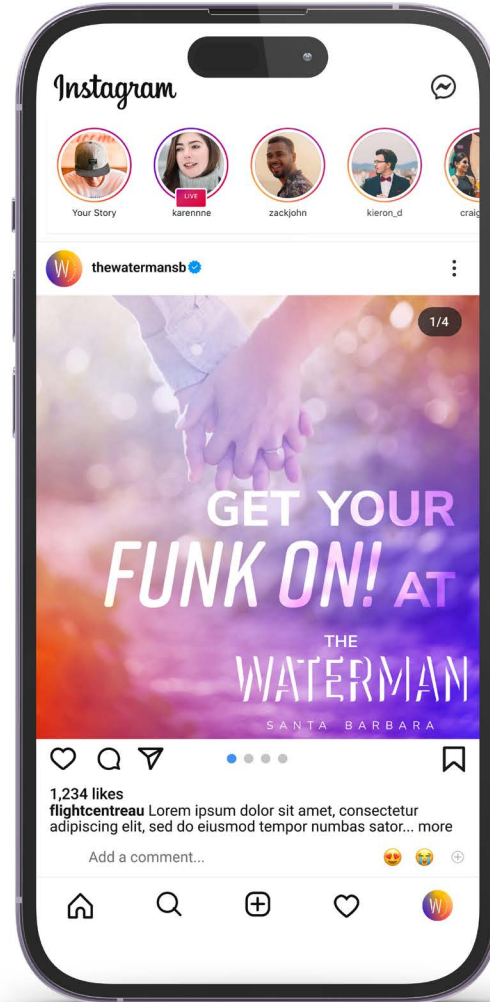 Instagram
Your Story
LIVE
karennne
zackjohn
kieron_d
craig
W
thewatermansb
1/4
GET YOUR
FUNK ON! AT
THE
WATERMAN
SANTA BARBARA
1,234 likes
flightcentreau Lorem ipsum dolor sit amet, consectetur
adipiscing elit, sed do eiusmod tempor numbas sator... more
Add a comment...
W